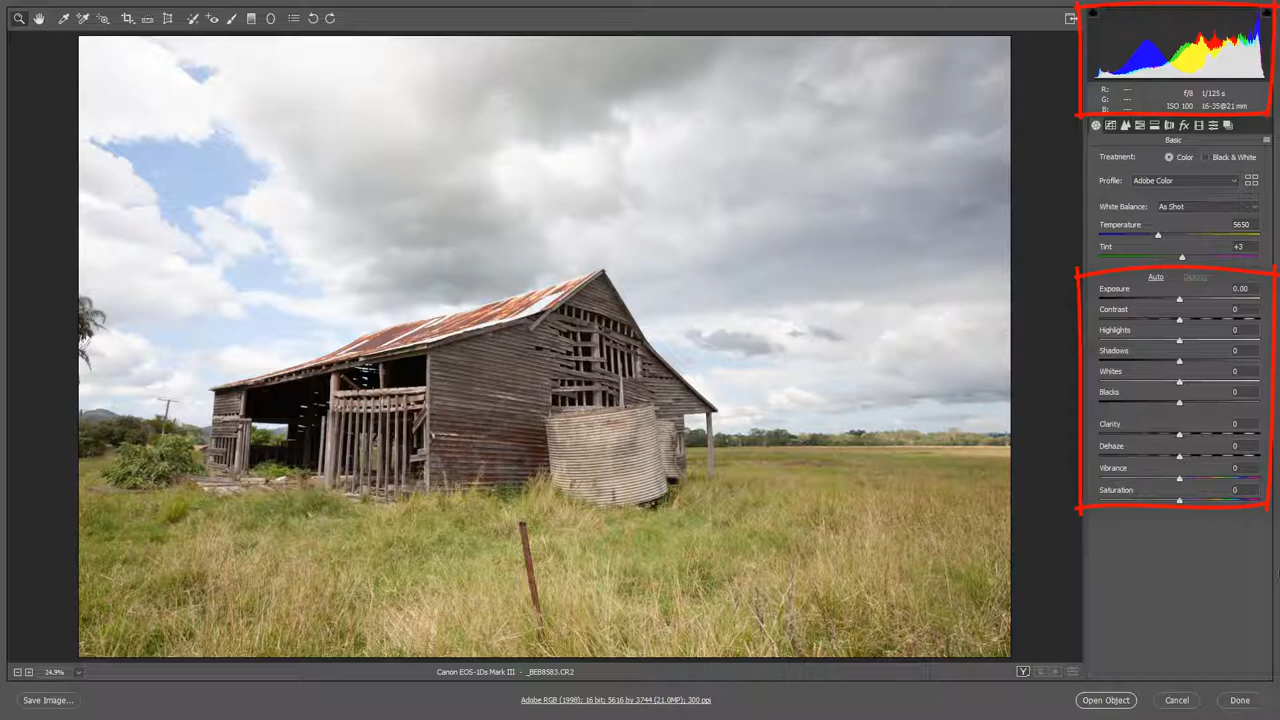 R: ---
G: ---
B: ---
f/8 1/125 s
ISO 100 16-35@21 mm
fx
Basic
Treatment: Color Black & White
Profile: Adobe Color
White Balance: As Shot
Temperature 5650
Tint +3
Auto Default
Exposure 0.00
Contrast 0
Highlights 0
Shadows 0
Whites 0
Blacks 0
Clarity 0
Dehaze 0
Vibrance 0
Saturation 0
24.9%
Canon EOS-1Ds Mark III - _BEB8583.CR2
Y
Save Image...
Adobe RGB (1998); 16 bit; 5616 by 3744 (21.0MP); 300 ppi
Open Object
Cancel
Done